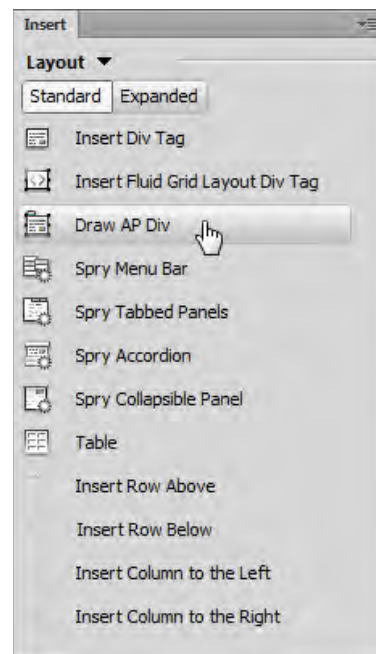 Insert
Layout
Standard Expanded
Insert Div Tag
Insert Fluid Grid Layout Div Tag
Draw AP Div
Spry Menu Bar
Spry Tabbed Panels
Spry Accordion
Spry Collapsible Panel
Table
Insert Row Above
Insert Row Below
Insert Column to the Left
Insert Column to the Right